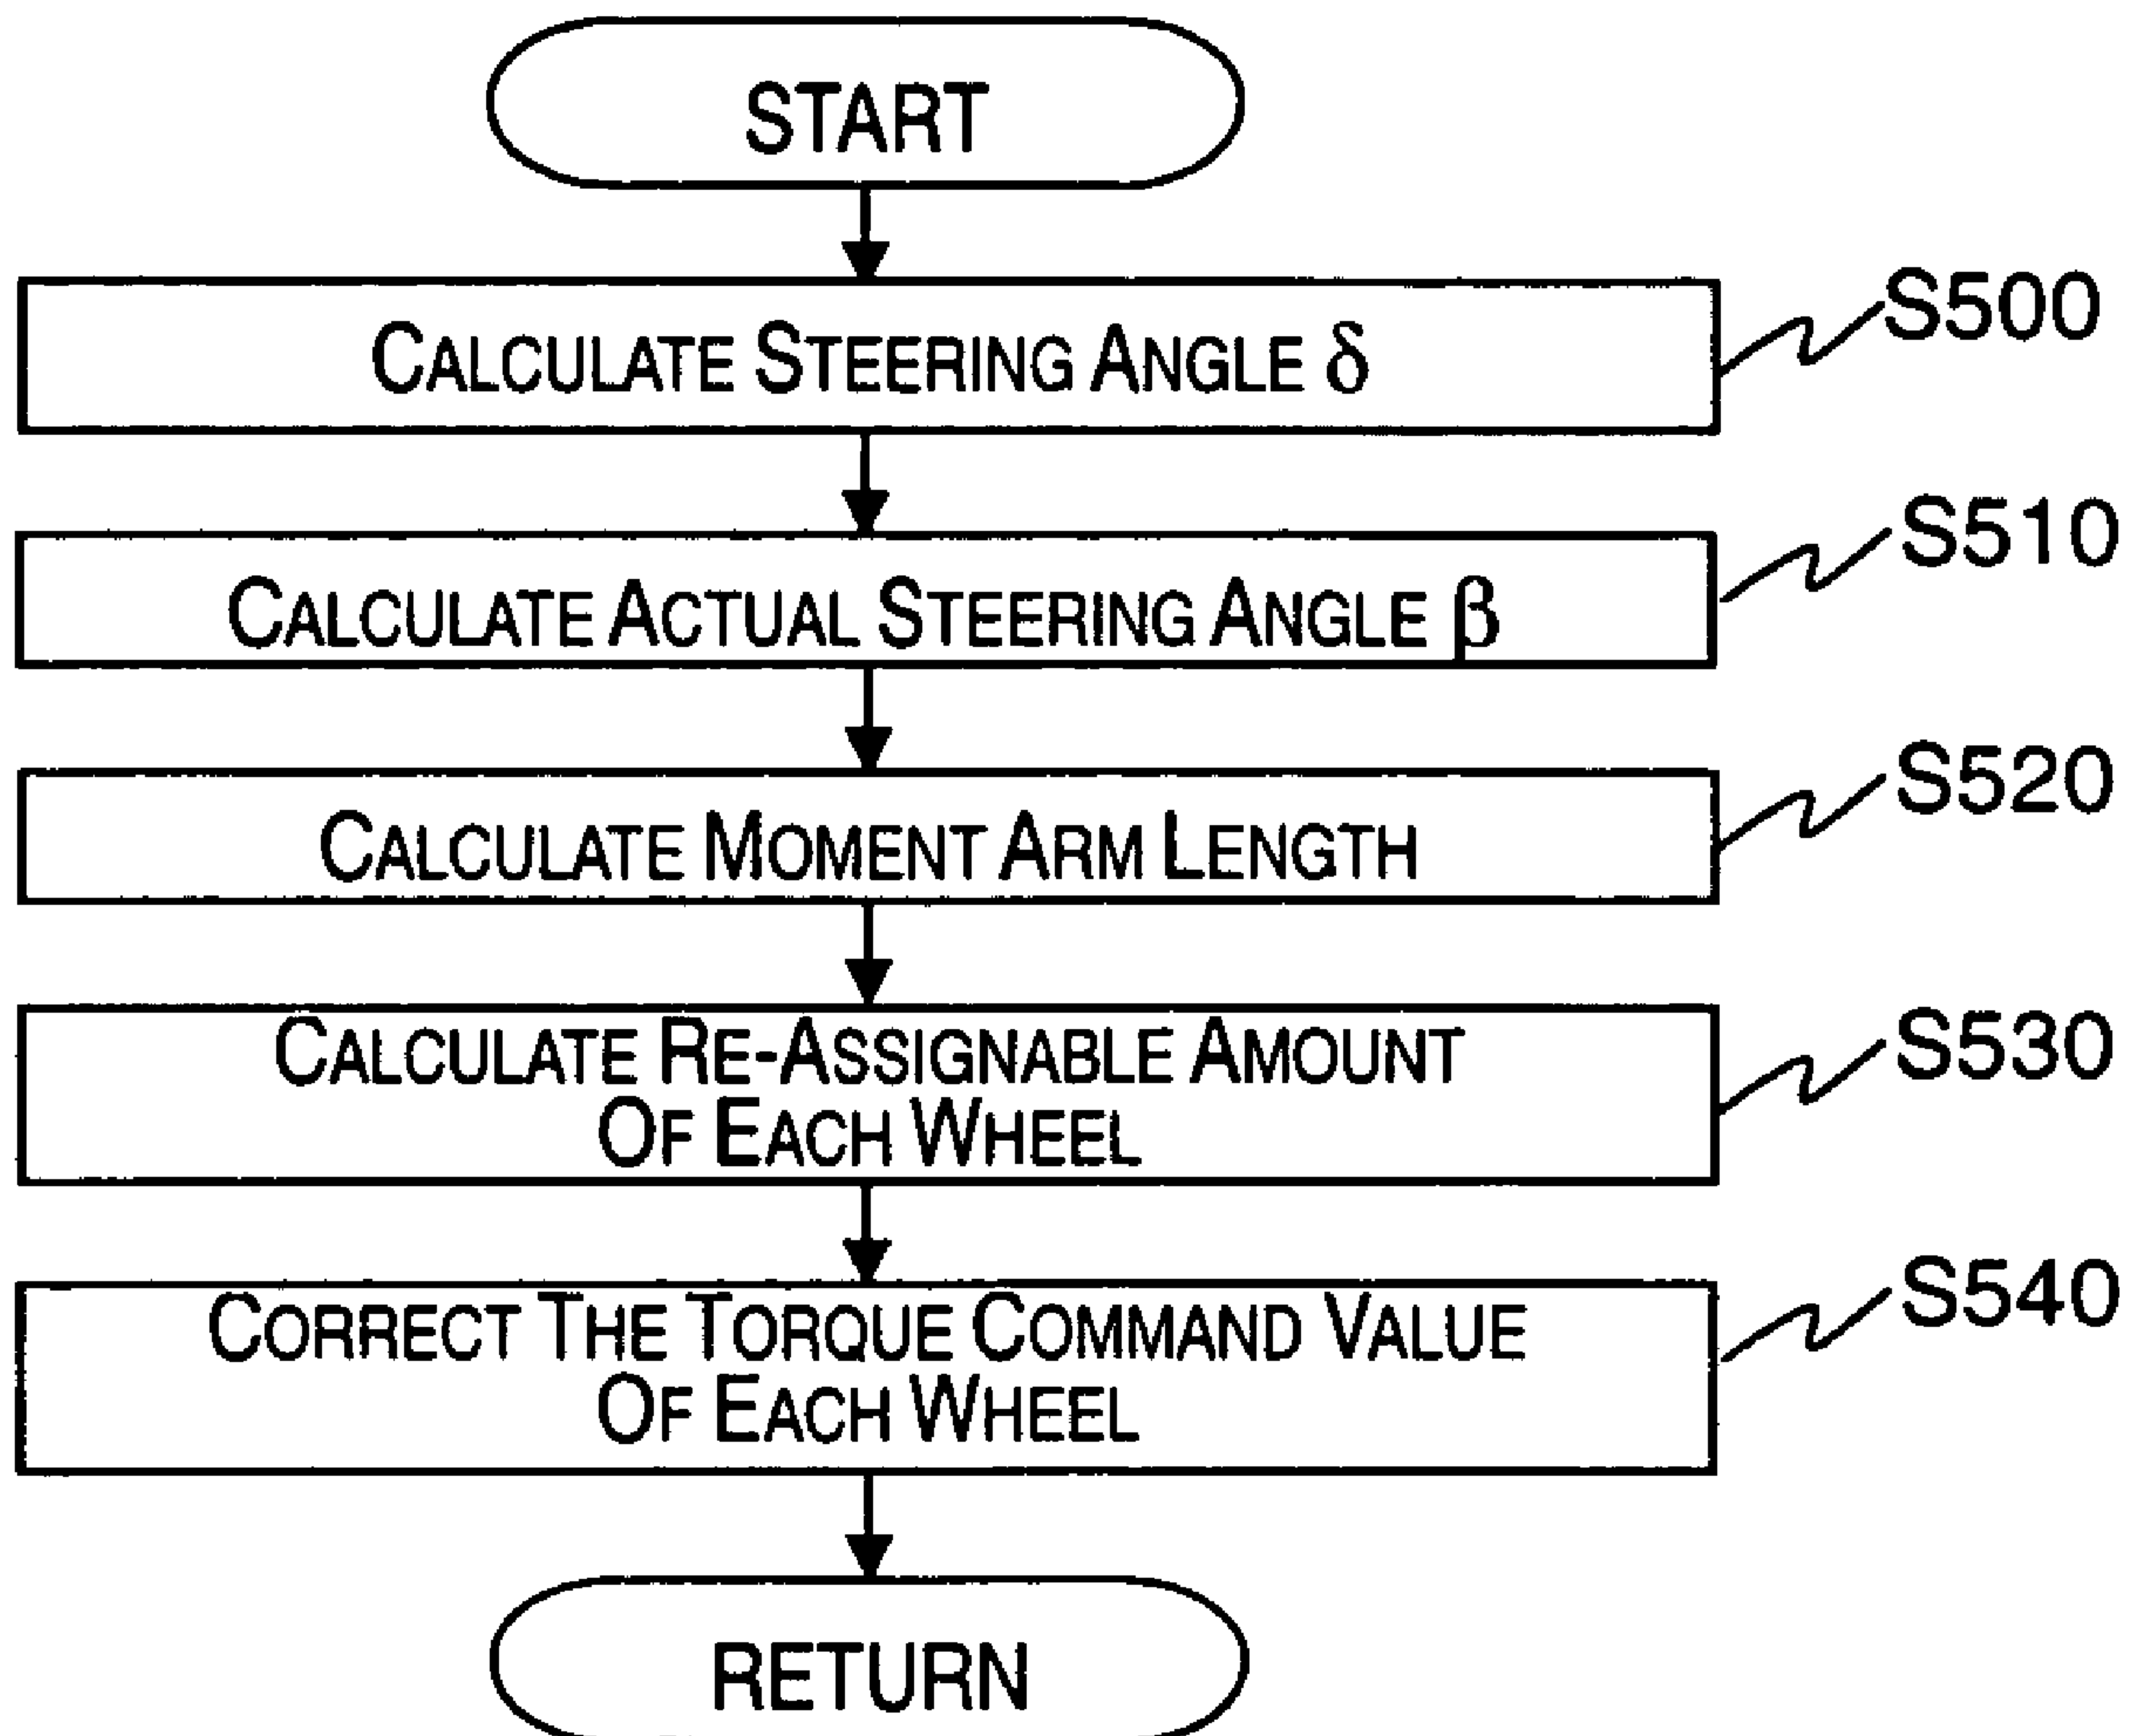 START
CALCULATE STEERING ANGLE δ
S500
CALCULATE ACTUAL STEERING ANGLE β
S510
CALCULATE MOMENT ARM LENGTH
S520
CALCULATE RE-ASSIGNABLE AMOUNT
OF EACH WHEEL
S530
CORRECT THE TORQUE COMMAND VALUE
OF EACH WHEEL
S540
RETURN